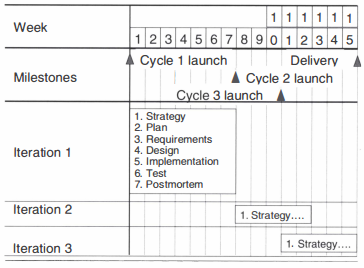 1 1 1 1 1 1
Week
1 2 3 4 5 6 7 8 9 0 1 2 3 4 5
Cycle 1 launch Delivery
Milestones Cycle 2 launch
Cycle 3 launch
1. Strategy
2. Plan
3. Requirements
4. Design
5. Implementation
6. Test
7. Postmortem
Iteration 1
Iteration 2 1. Strategy....
Iteration 3 1. Strategy....